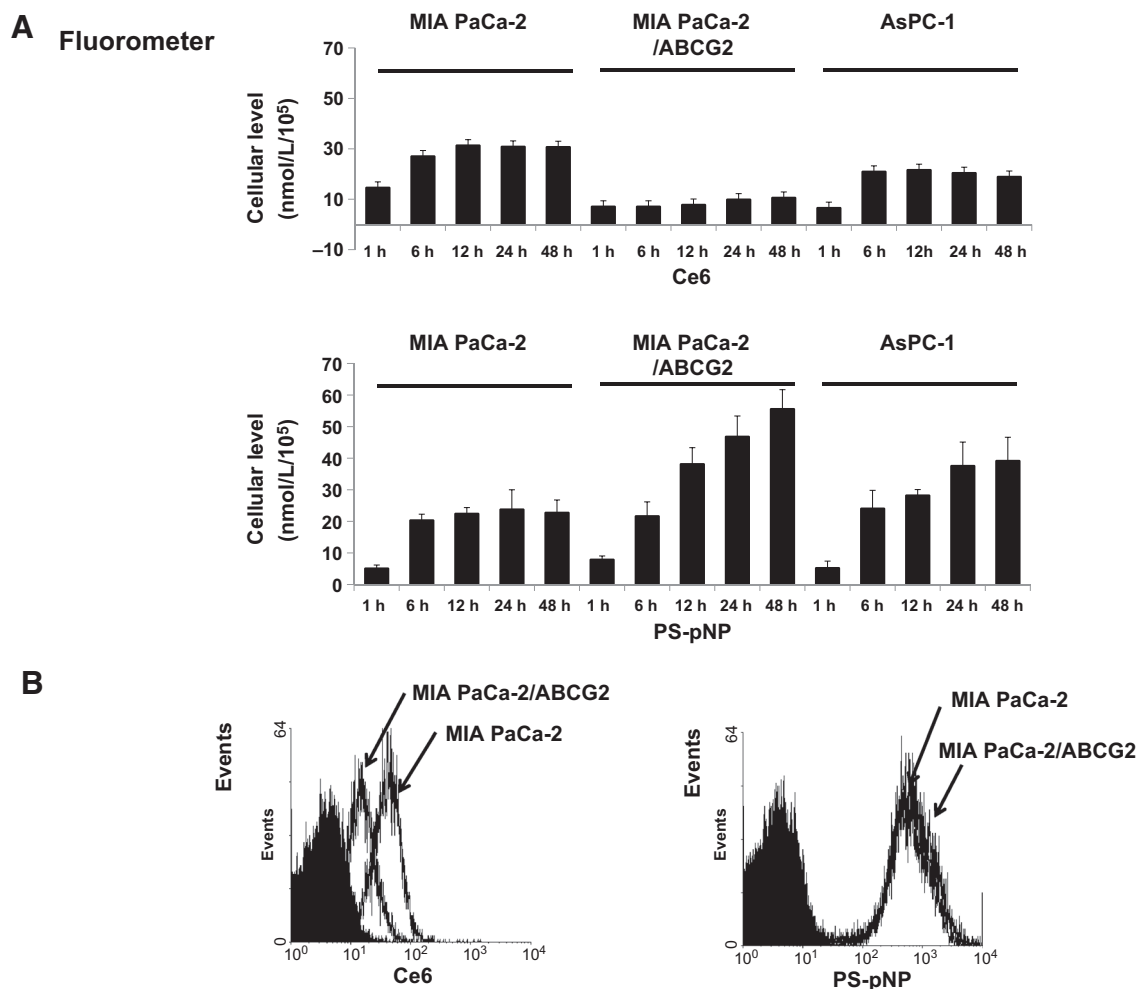 A
Fluorometer
MIA PaCa-2
MIA PaCa-2
/ABCG2
AsPC-1
Cellular level
(nmol/L/10⁵)
70
50
30
10
–10
1 h 6 h 12 h 24 h 48 h 1 h 6 h 12 h 24 h 48 h 1 h 6 h 12h 24 h 48 h
Ce6
MIA PaCa-2
MIA PaCa-2
/ABCG2
AsPC-1
Cellular level
(nmol/L/10⁵)
70
60
50
40
30
20
10
0
1 h 6 h 12 h 24 h 48 h 1 h 6 h 12 h 24 h 48 h 1 h 6 h 12 h 24 h 48 h
PS-pNP
B
MIA PaCa-2/ABCG2
MIA PaCa-2
Events
Events
64
0
10⁰ 10¹ 10² 10³ 10⁴
Ce6
MIA PaCa-2
MIA PaCa-2/ABCG2
Events
Events
64
0
10⁰ 10¹ 10² 10³ 10⁴
PS-pNP